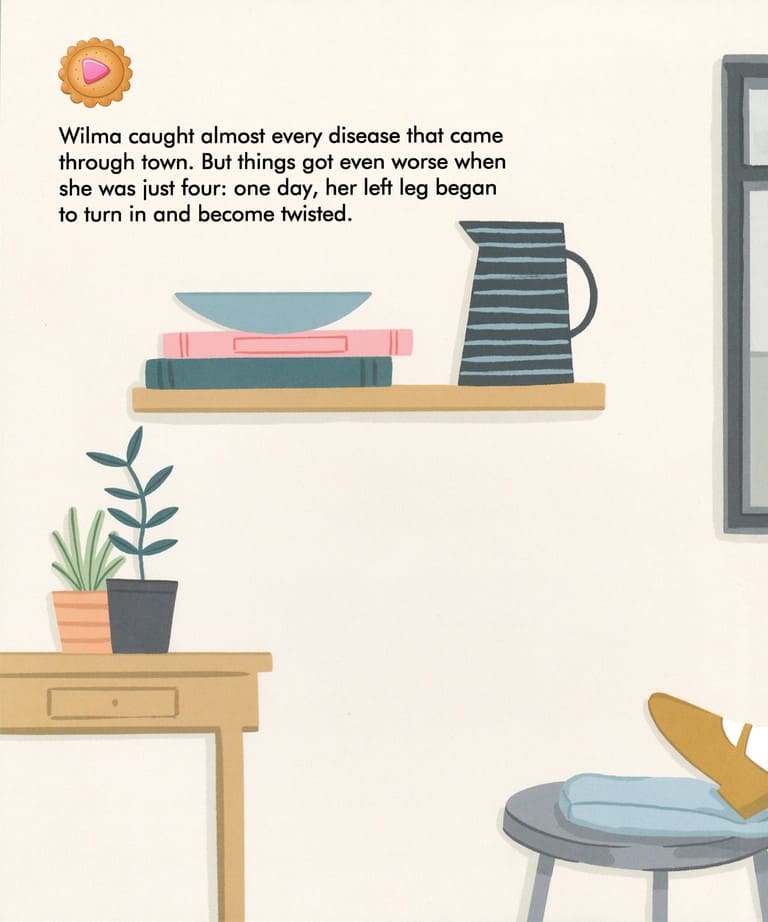 Wilma caught almost every disease that came
through town. But things got even worse when
she was just four: one day, her left leg began
to turn in and become twisted.